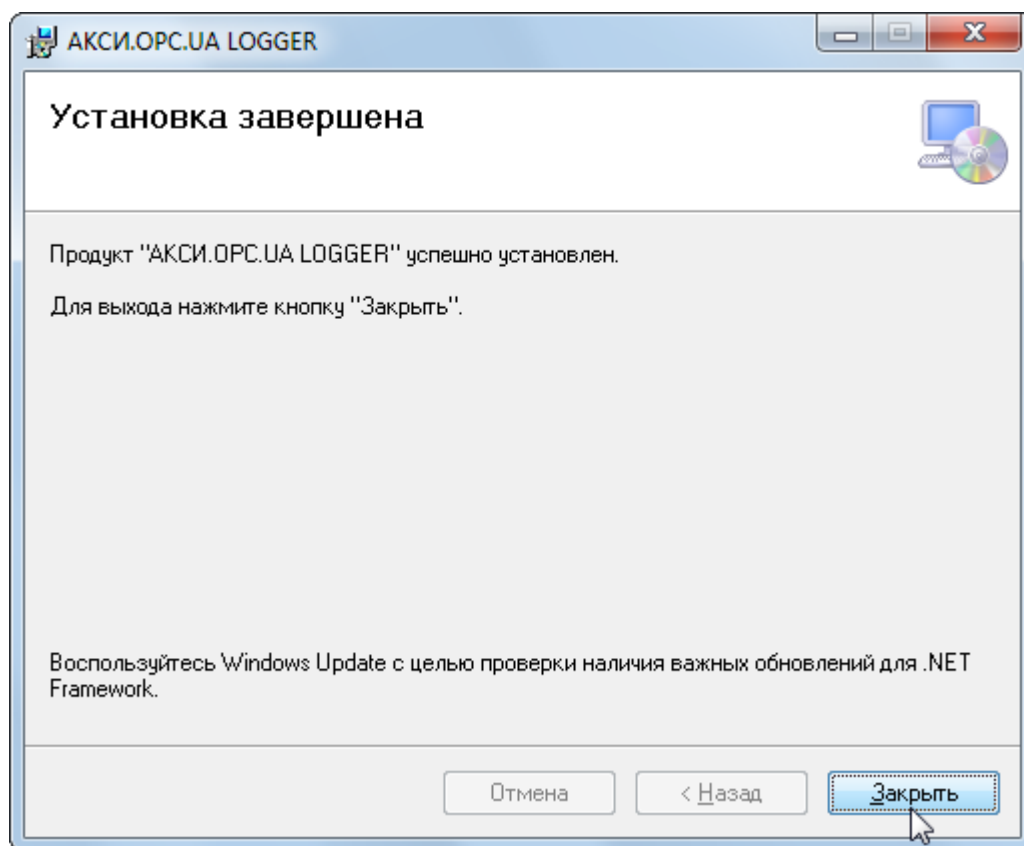 АКСИ.OPC.UA LOGGER
Установка завершена
Продукт "АКСИ.OPC.UA LOGGER" успешно установлен.
Для выхода нажмите кнопку "Закрыть".
Воспользуйтесь Windows Update с целью проверки наличия важных обновлений для .NET
Framework.
Отмена
< Назад
Закрыть